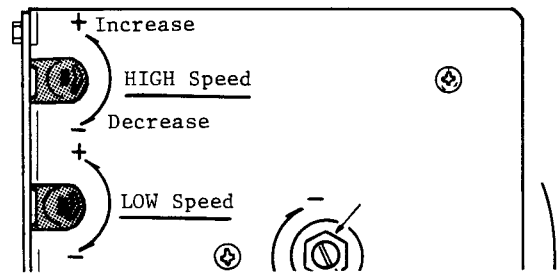 + Increase
HIGH Speed
- Decrease
+
LOW Speed
-
-